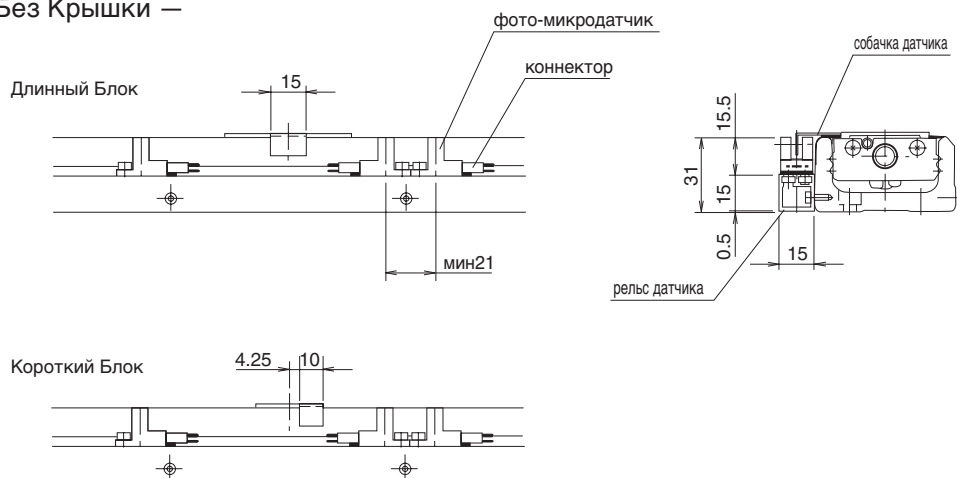 Без Крышки —
фото-микродатчик
собачка датчика
Длинный Блок
15
коннектор
15.5
31
15
0.5
15
мин21
рельс датчика
Короткий Блок
4.25
10